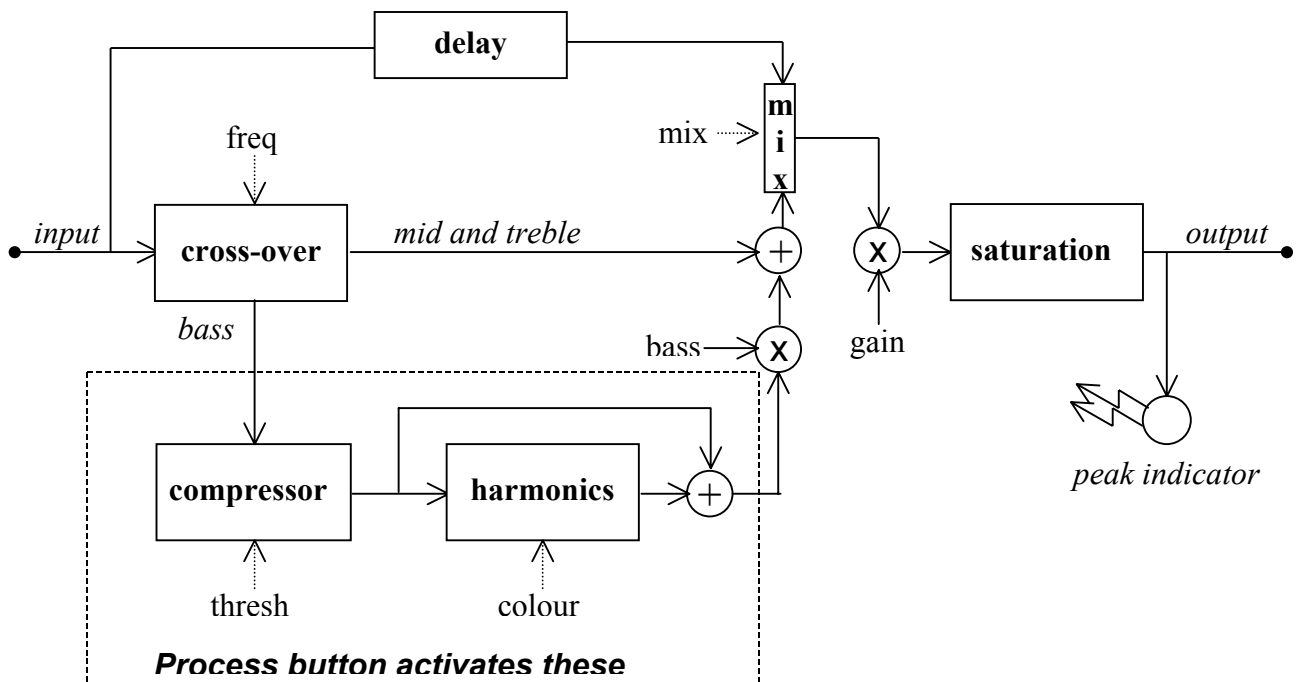 delay
m
i
x
mix
freq
input
cross-over
mid and treble
+
x
saturation
output
bass
bass
x
gain
compressor
harmonics
+
peak indicator
thresh
colour
Process button activates these